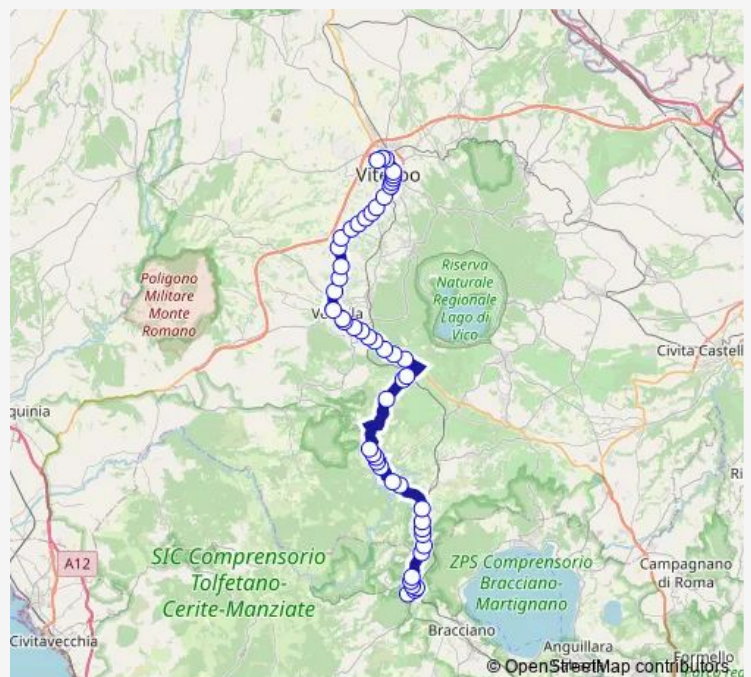 Viterbo
Riserva
Naturale
Regionale
Lago di
Vico
Poligono
Militare
Monte
Romano
Civita Castell
quinia
Ri
A12
SIC Comprensorio
Tolfetano-
Cerite-Manziate
ZPS Comprensorio
Bracciano-
Martignano
Campagnano
di Roma
Civitavecchia
Bracciano
Anguillara
Formello
© OpenStreetMap contributors